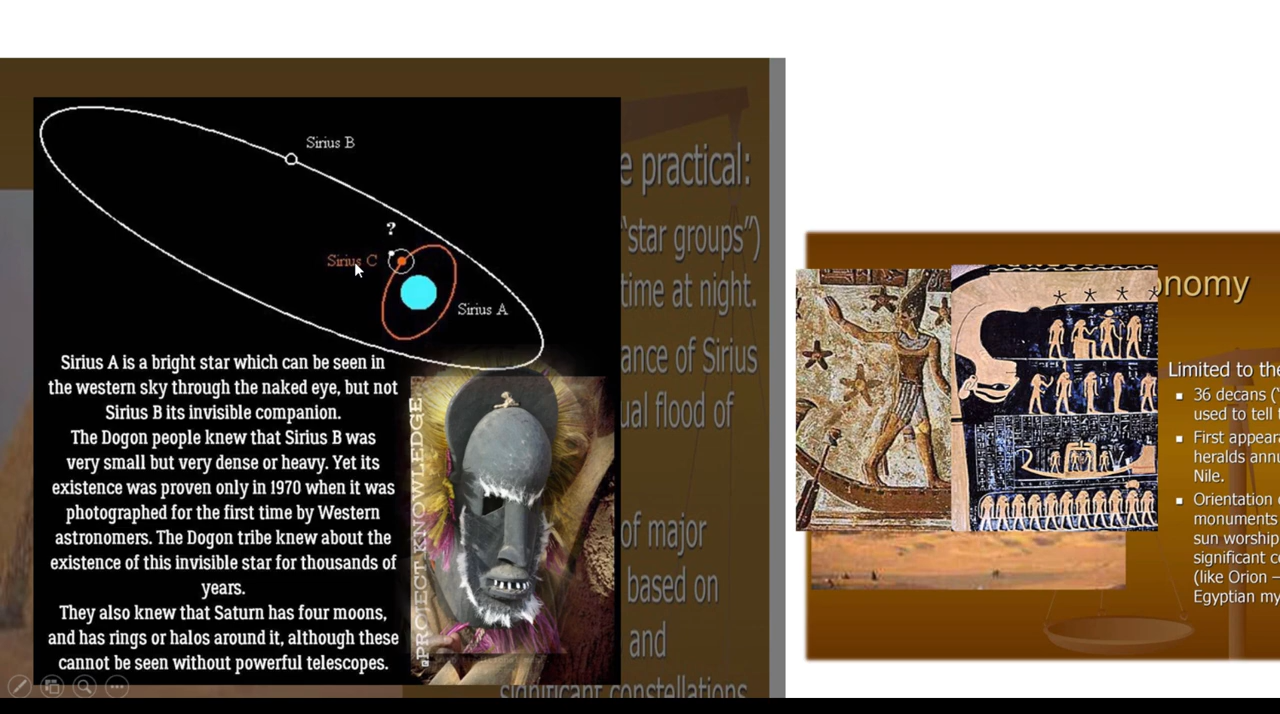 Sirius B
?
Sirius C
Sirius A
Sirius A is a bright star which can be seen in
the western sky through the naked eye, but not
Sirius B its invisible companion.
The Dogon people knew that Sirius B was
very small but very dense or heavy. Yet its
existence was proven only in 1970 when it was
photographed for the first time by Western
astronomers. The Dogon tribe knew about the
existence of this invisible star for thousands of
years.
They also knew that Saturn has four moons,
and has rings or halos around it, although these
cannot be seen without powerful telescopes.
PROJECT KNOWLEDGE
e practical:
“star groups”)
time at night.
ance of Sirius
ual flood of
of major
based on
and
significant constellations
onomy
Limited to the
36 decans (“
used to tell t
First appeara
heralds annu
Nile.
Orientation o
monuments
sun worship
significant co
(like Orion –
Egyptian my